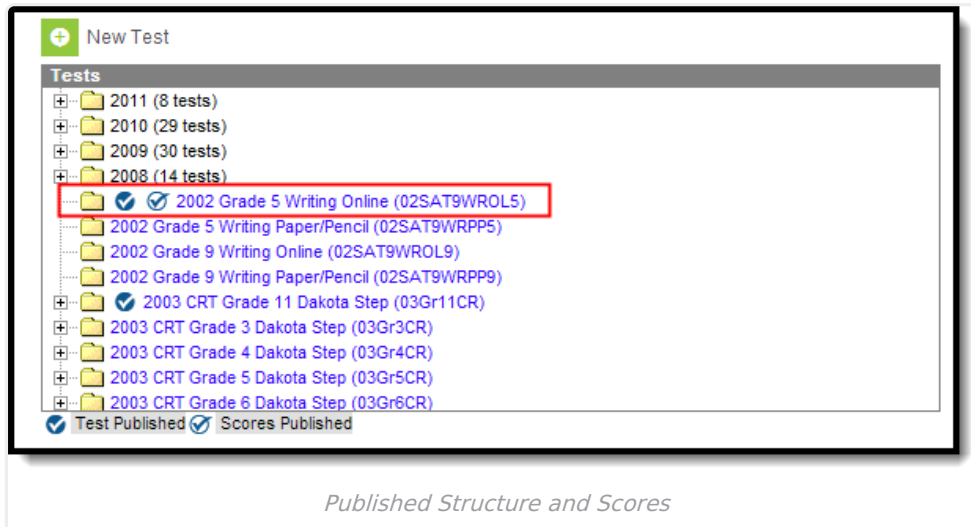 New Test
Tests
2011 (8 tests)
2010 (29 tests)
2009 (30 tests)
2008 (14 tests)
2002 Grade 5 Writing Online (02SAT9WROL5)
2002 Grade 5 Writing Paper/Pencil (02SAT9WRPP5)
2002 Grade 9 Writing Online (02SAT9WROL9)
2002 Grade 9 Writing Paper/Pencil (02SAT9WRPP9)
2003 CRT Grade 11 Dakota Step (03Gr11CR)
2003 CRT Grade 3 Dakota Step (03Gr3CR)
2003 CRT Grade 4 Dakota Step (03Gr4CR)
2003 CRT Grade 5 Dakota Step (03Gr5CR)
2003 CRT Grade 6 Dakota Step (03Gr6CR)
Test Published Scores Published
Published Structure and Scores